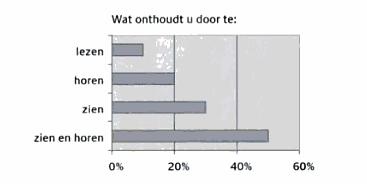 Wat onthoudt u door te:
lezen
horen
zien
zien en horen
0% 20% 40% 60%